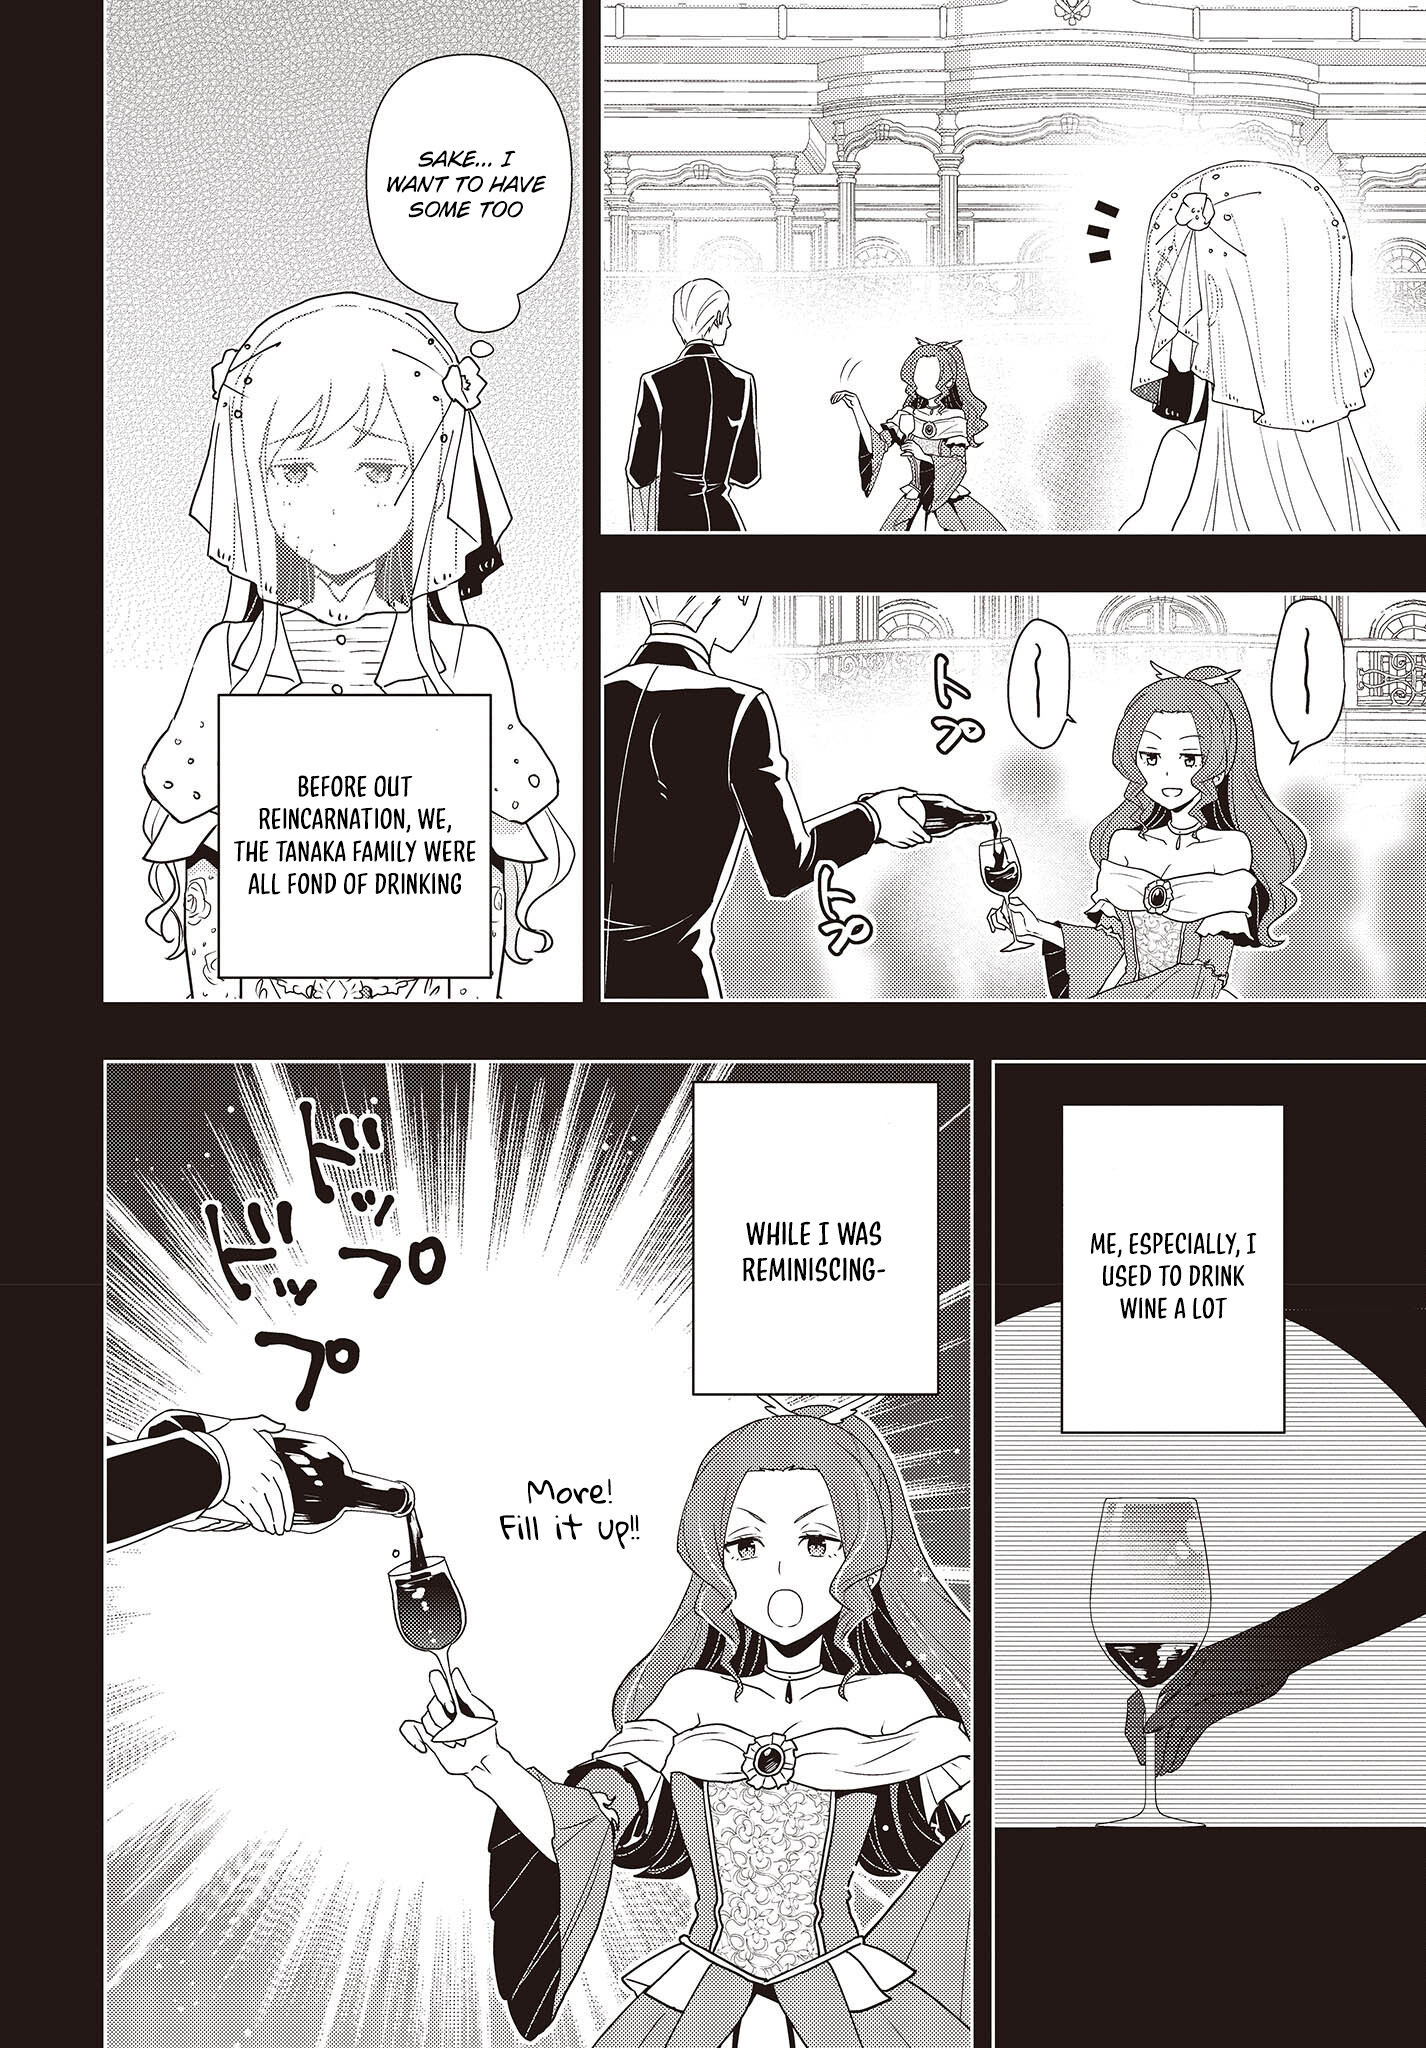 トプ
トプ
SAKE... I
WANT TO HAVE
SOME TOO
BEFORE OUT
REINCARNATION, WE,
THE TANAKA FAMILY WERE
ALL FOND OF DRINKING
ME, ESPECIALLY, I
USED TO DRINK
WINE A LOT
WHILE I WAS
REMINISCING-
ドップ
ドップ
More!
Fill it up!!